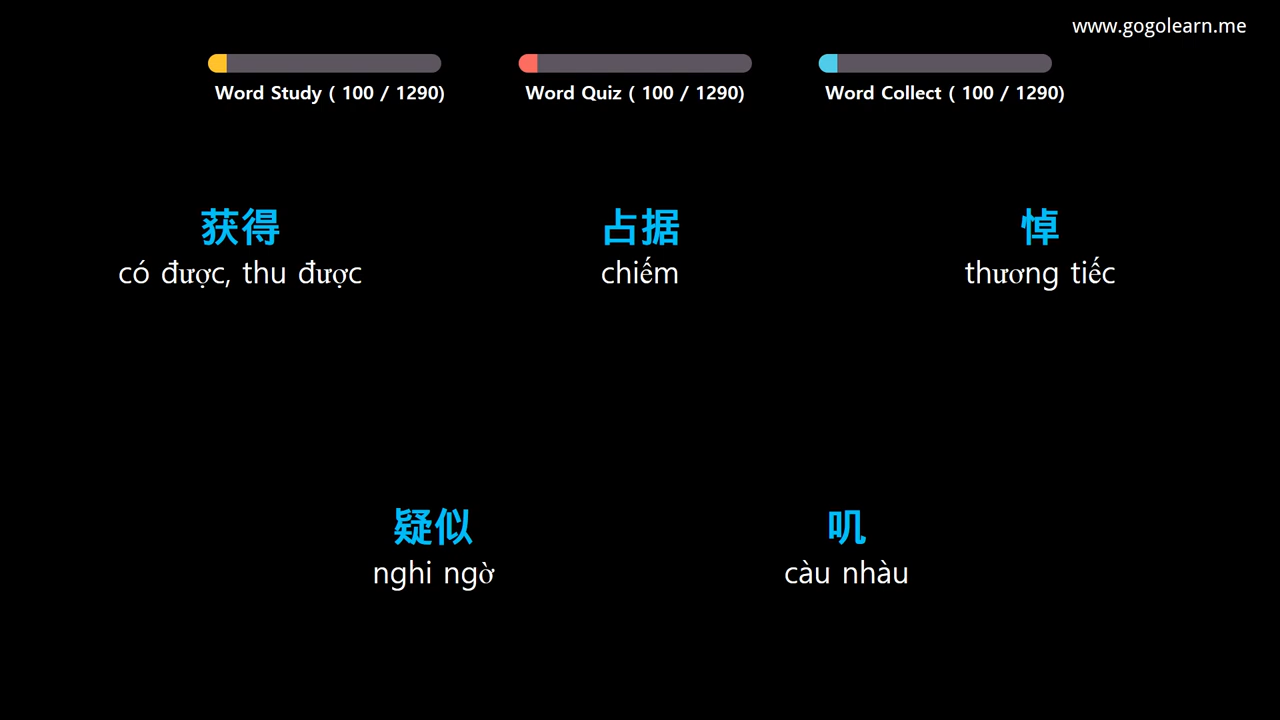 www.gogolearn.me
Word Study ( 100 / 1290)
Word Quiz ( 100 / 1290)
Word Collect ( 100 / 1290)
获得
có được, thu được
占据
chiếm
悼
thương tiếc
疑似
nghi ngờ
叽
càu nhàu